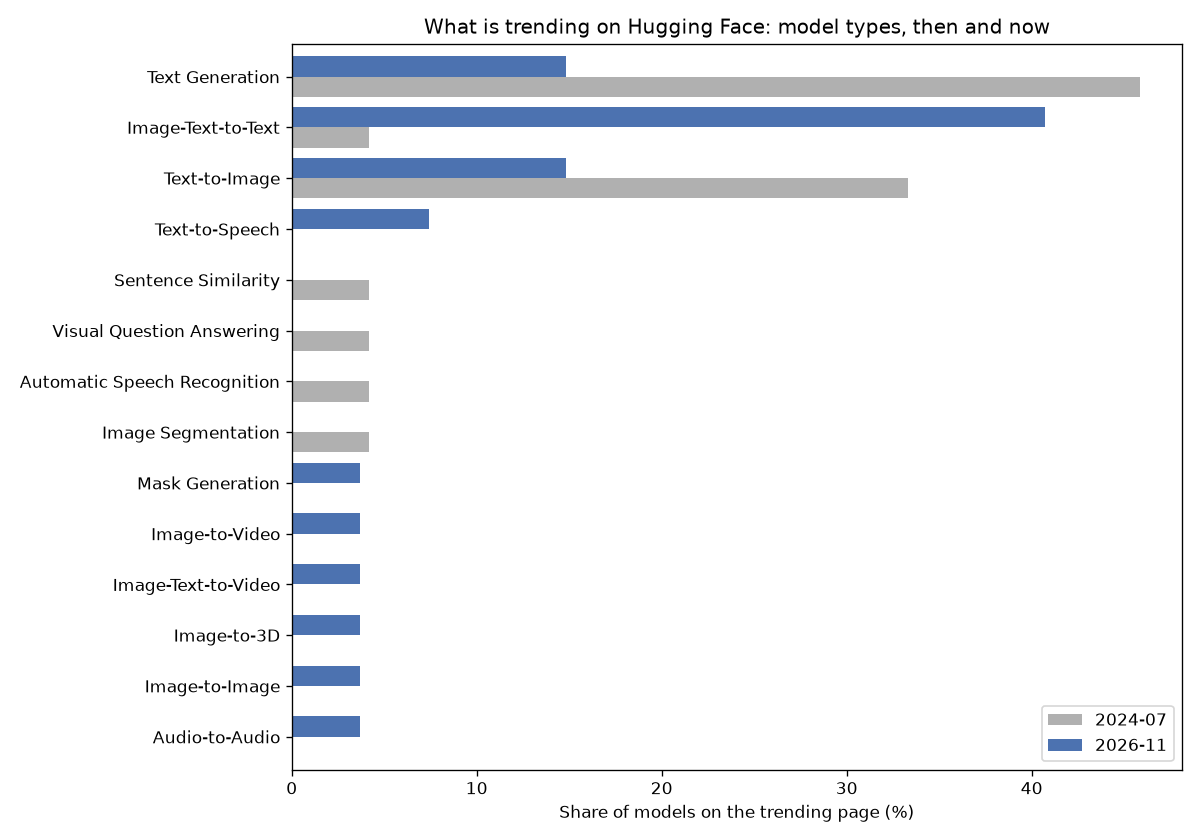 What is trending on Hugging Face: model types, then and now
Text Generation
Image-Text-to-Text
Text-to-Image
Text-to-Speech
Sentence Similarity
Visual Question Answering
Automatic Speech Recognition
Image Segmentation
Mask Generation
Image-to-Video
Image-Text-to-Video
Image-to-3D
Image-to-Image
Audio-to-Audio
2024-07
2026-11
0 10 20 30 40
Share of models on the trending page (%)